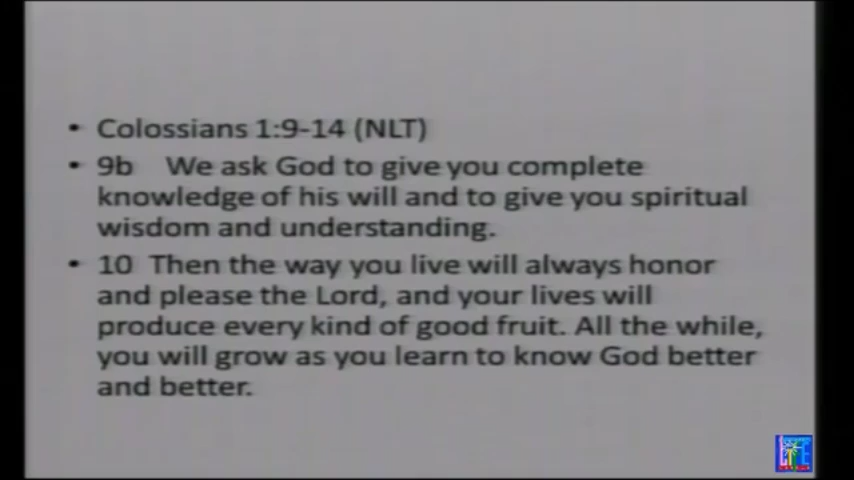 • Colossians 1:9-14 (NLT)
• 9b We ask God to give you complete
knowledge of his will and to give you spiritual
wisdom and understanding.
• 10 Then the way you live will always honor
and please the Lord, and your lives will
produce every kind of good fruit. All the while,
you will grow as you learn to know God better
and better.